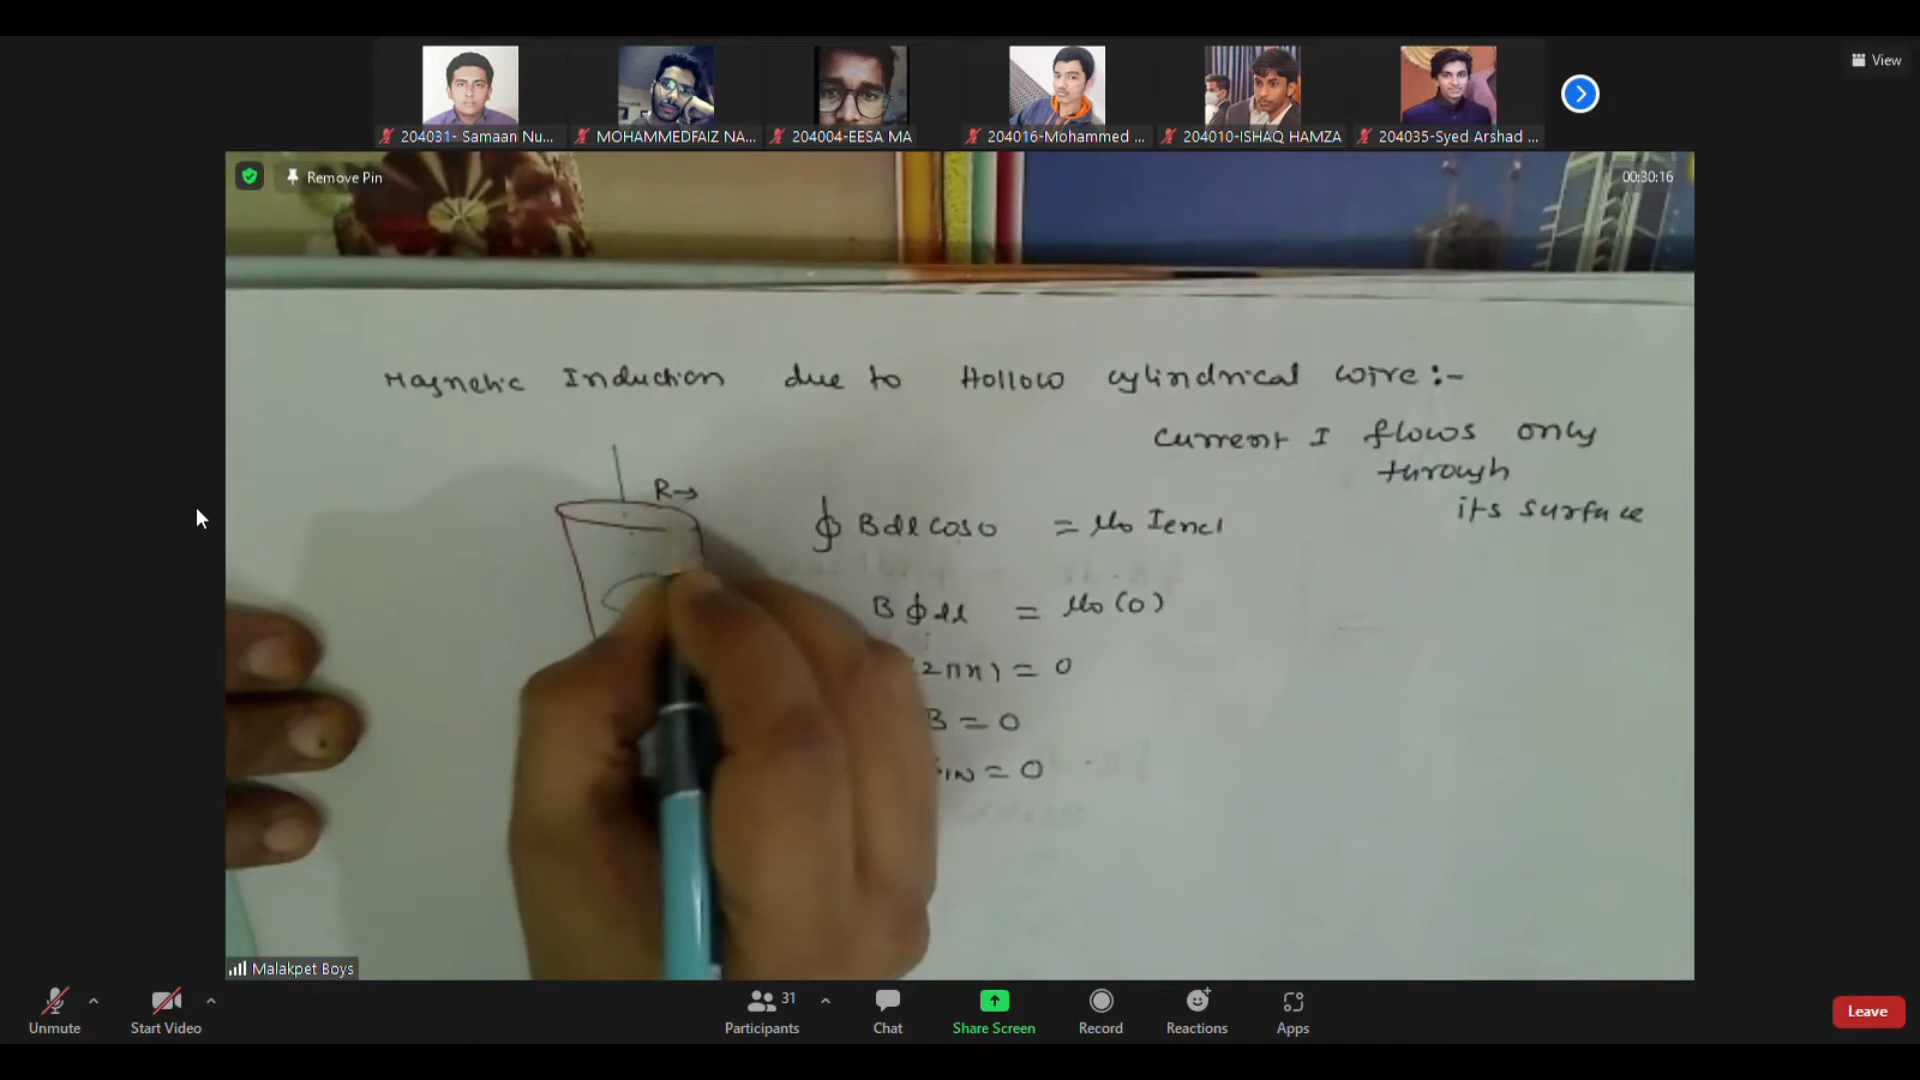 View
204031- Samaan Nu...
MOHAMMEDFAIZ NA...
204004-EESA MA
204016-Mohammed ...
204010-ISHAQ HAMZA
204035-Syed Arshad ...
Remove Pin
00:30:16
Magnetic Induction due to Hollow cylindrical wire :-
current I flows only
through
its surface
R→
∮ Bdl cos0 = μ0 Iencl
B∮dl = μ0 (0)
(2πx) = 0
B = 0
IN = 0
Malakpet Boys
Unmute
Start Video
Participants
31
Chat
Share Screen
Record
Reactions
Apps
Leave